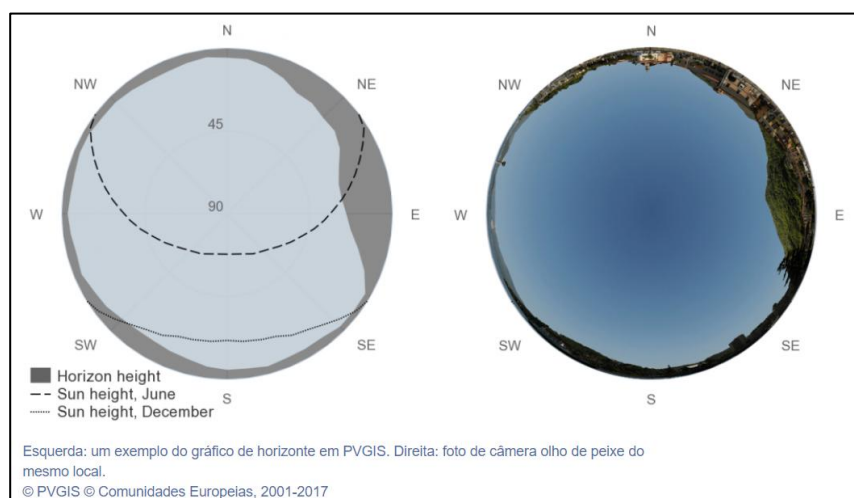 N
NW
NE
45
W
90
E
SW
SE
S
Horizon height
Sun height, June
Sun height, December
N
NW
NE
W
E
SW
SE
S
Esquerda: um exemplo do gráfico de horizonte em PVGIS. Direita: foto de câmera olho de peixe do
mesmo local.
© PVGIS © Comunidades Europeias, 2001-2017